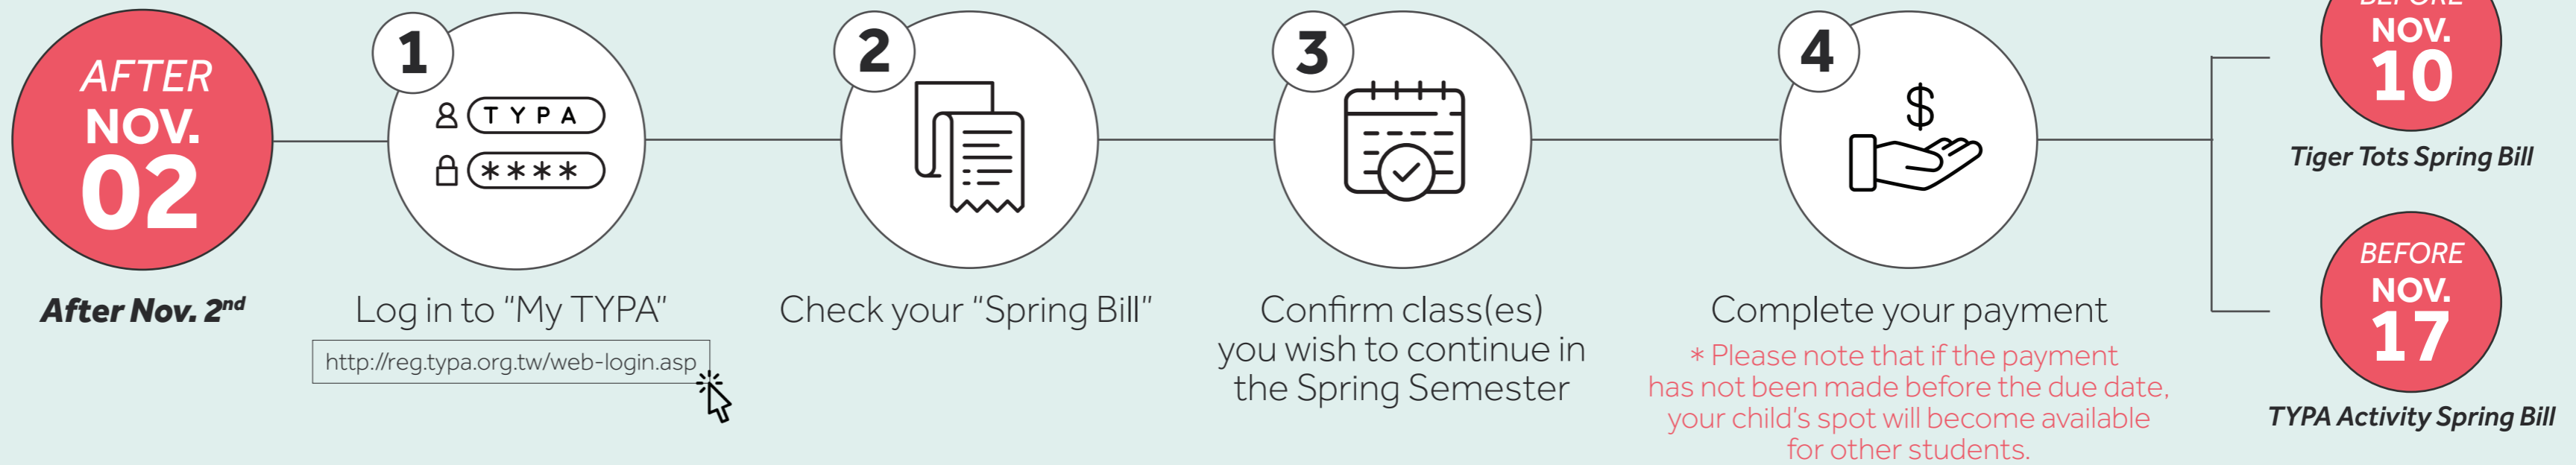 AFTER
NOV.
02
After Nov. 2nd
1
TYPA
****
Log in to "My TYPA"
http://reg.typa.org.tw/web-login.asp
2
Check your "Spring Bill"
3
Confirm class(es)
you wish to continue in
the Spring Semester
4
$
Complete your payment
* Please note that if the payment
has not been made before the due date,
your child's spot will become available
for other students.
BEFORE
NOV.
10
Tiger Tots Spring Bill
BEFORE
NOV.
17
TYPA Activity Spring Bill